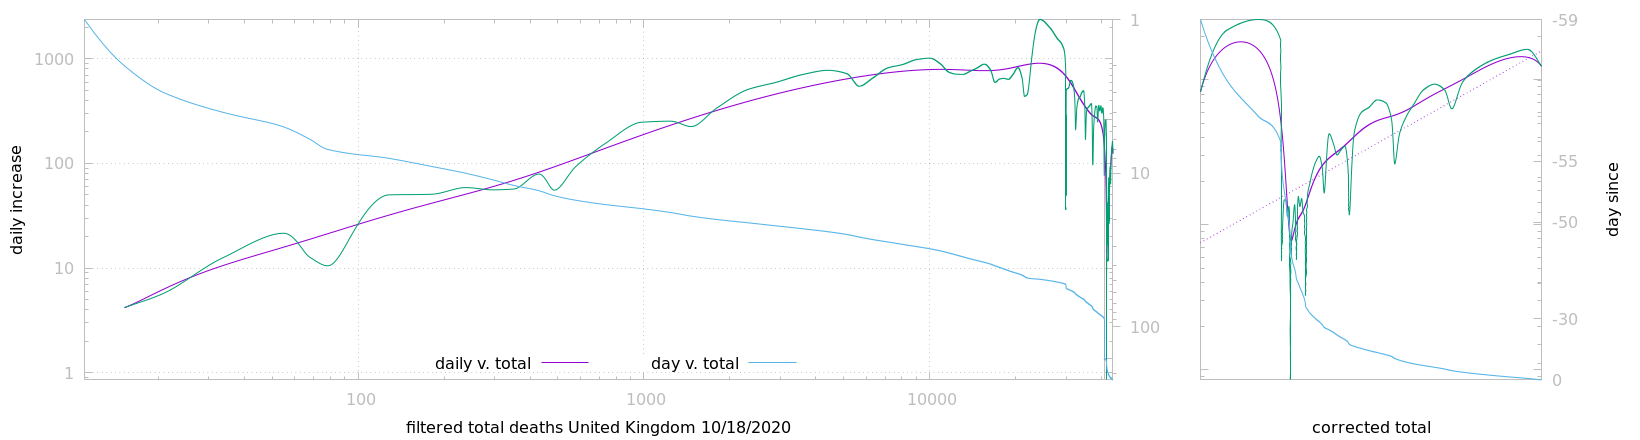 1
-59
1000
daily increase
100
10
-55
-50
day since
10
100
-30
daily v. total
day v. total
1
0
100
1000
10000
filtered total deaths United Kingdom 10/18/2020
corrected total